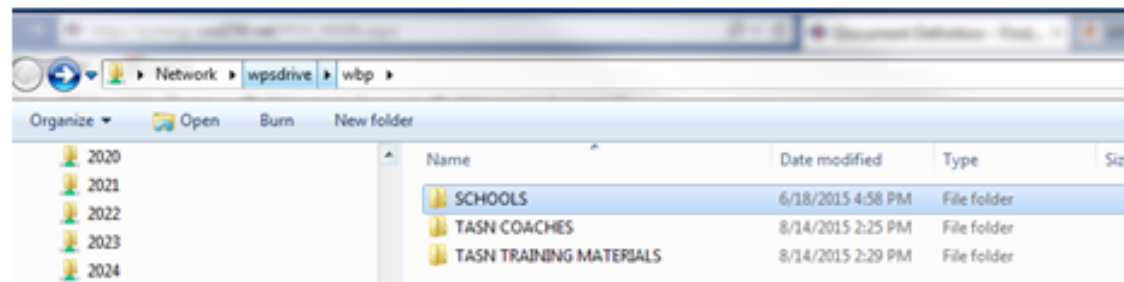 Network wpsdrive wbp
Organize Open Burn New folder
2020
2021
2022
2023
2024
Name Date modified Type Siz
SCHOOLS 6/18/2015 4:58 PM File folder
TASN COACHES 8/14/2015 2:25 PM File folder
TASN TRAINING MATERIALS 8/14/2015 2:29 PM File folder